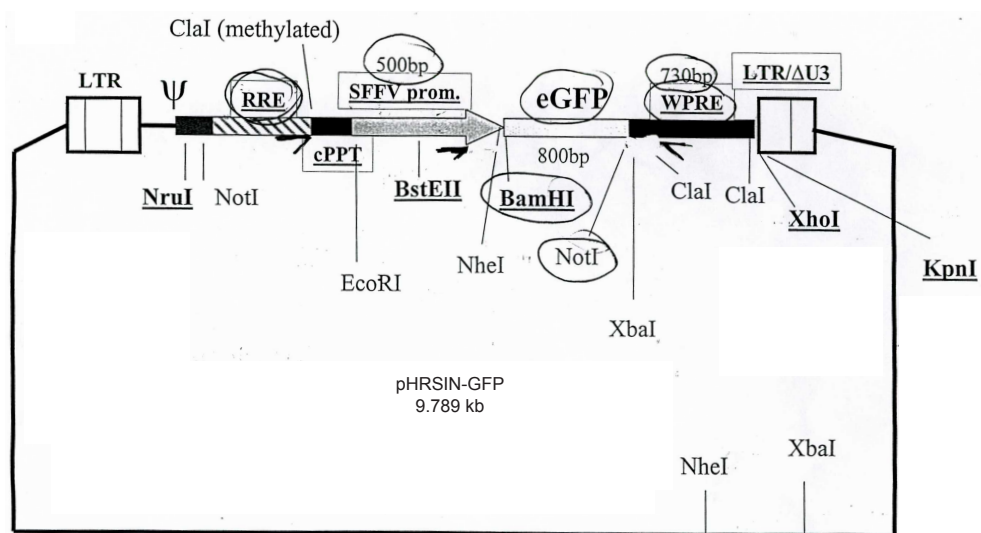 ClaI (methylated)
500bp
730bp
LTR/ΔU3
LTR
Ψ
RRE
SFFV prom.
eGFP
WPRE
cPPT
800bp
NruI
NotI
BstEII
BamHI
ClaI
ClaI
XhoI
EcoRI
NheI
NotI
KpnI
XbaI
pHRSIN-GFP
9.789 kb
NheI
XbaI